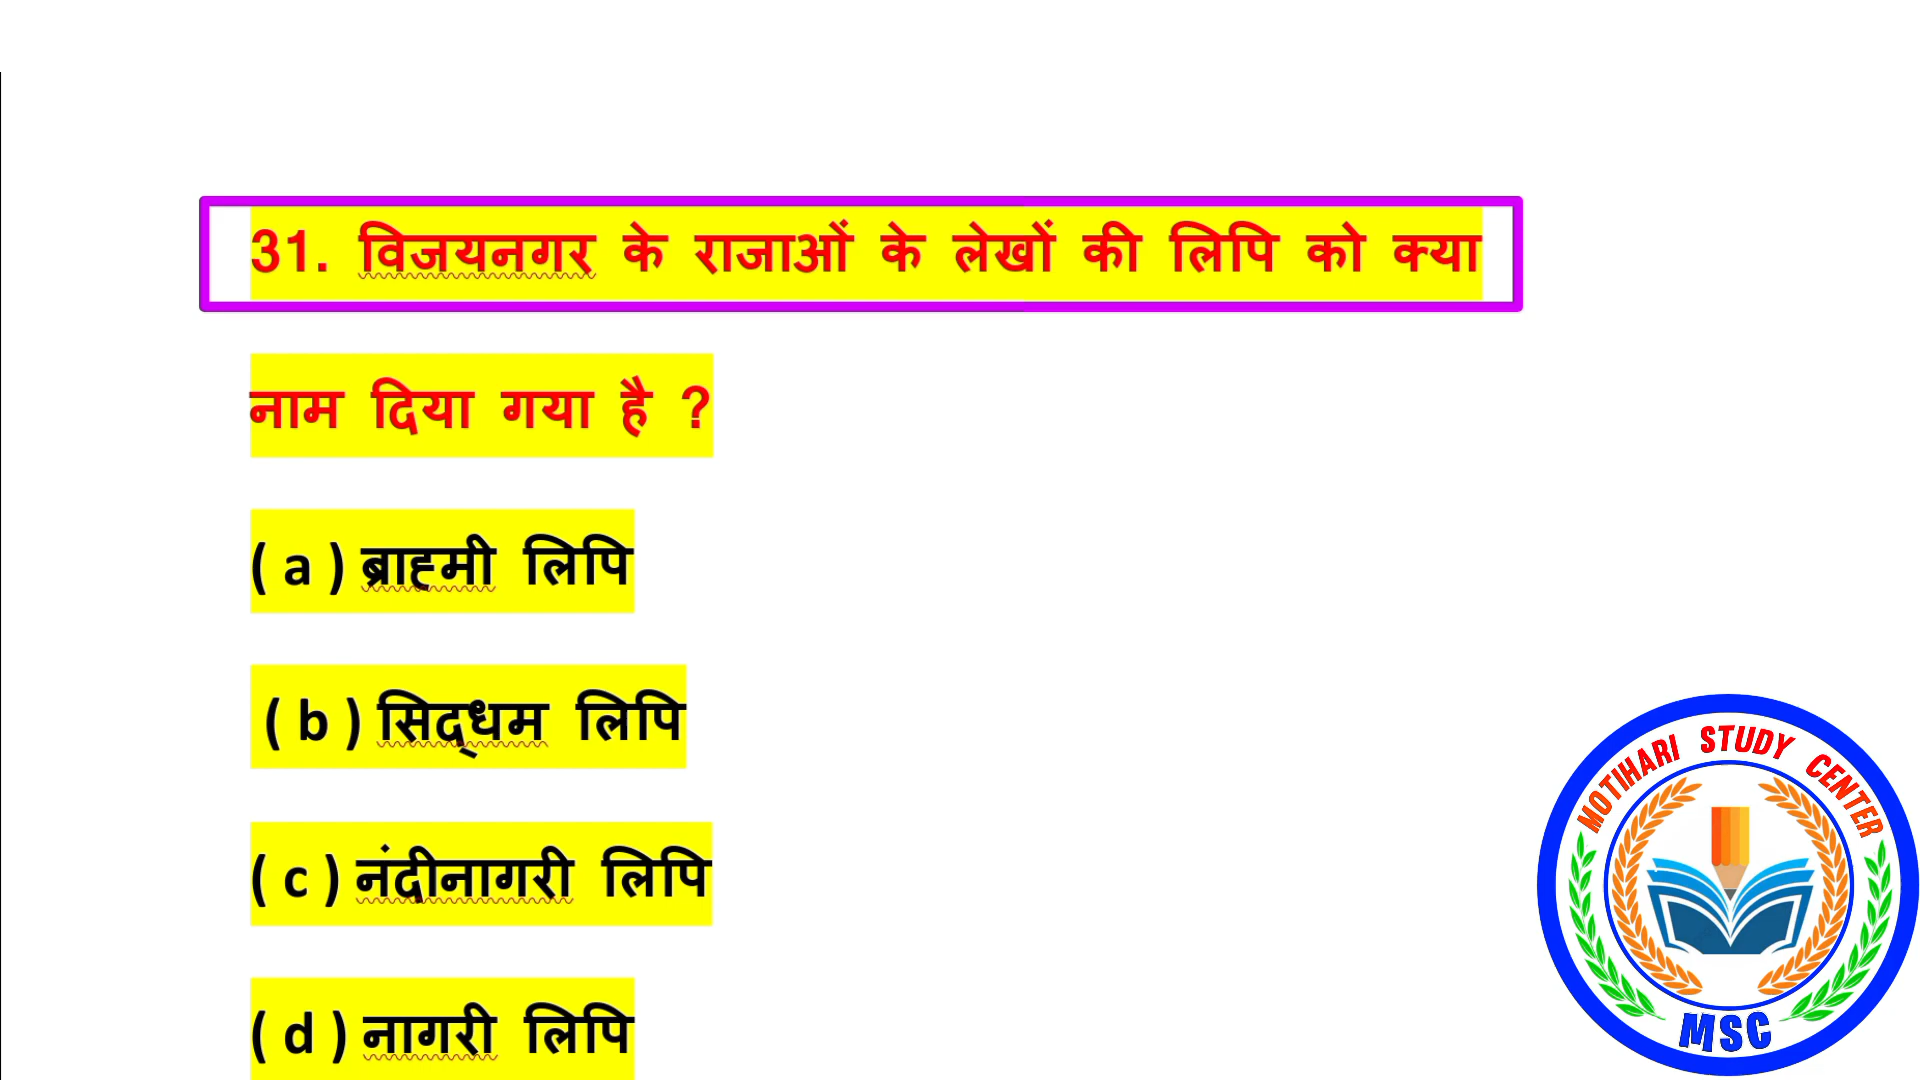 31. विजयनगर के राजाओं के लेखों की लिपि को क्या
नाम दिया गया है ?
( a ) ब्राह्मी लिपि
( b ) सिद्‌धम लिपि
( c ) नंदीनागरी लिपि
( d ) नागरी लिपि
MOTIHARI STUDY CENTER
MSC